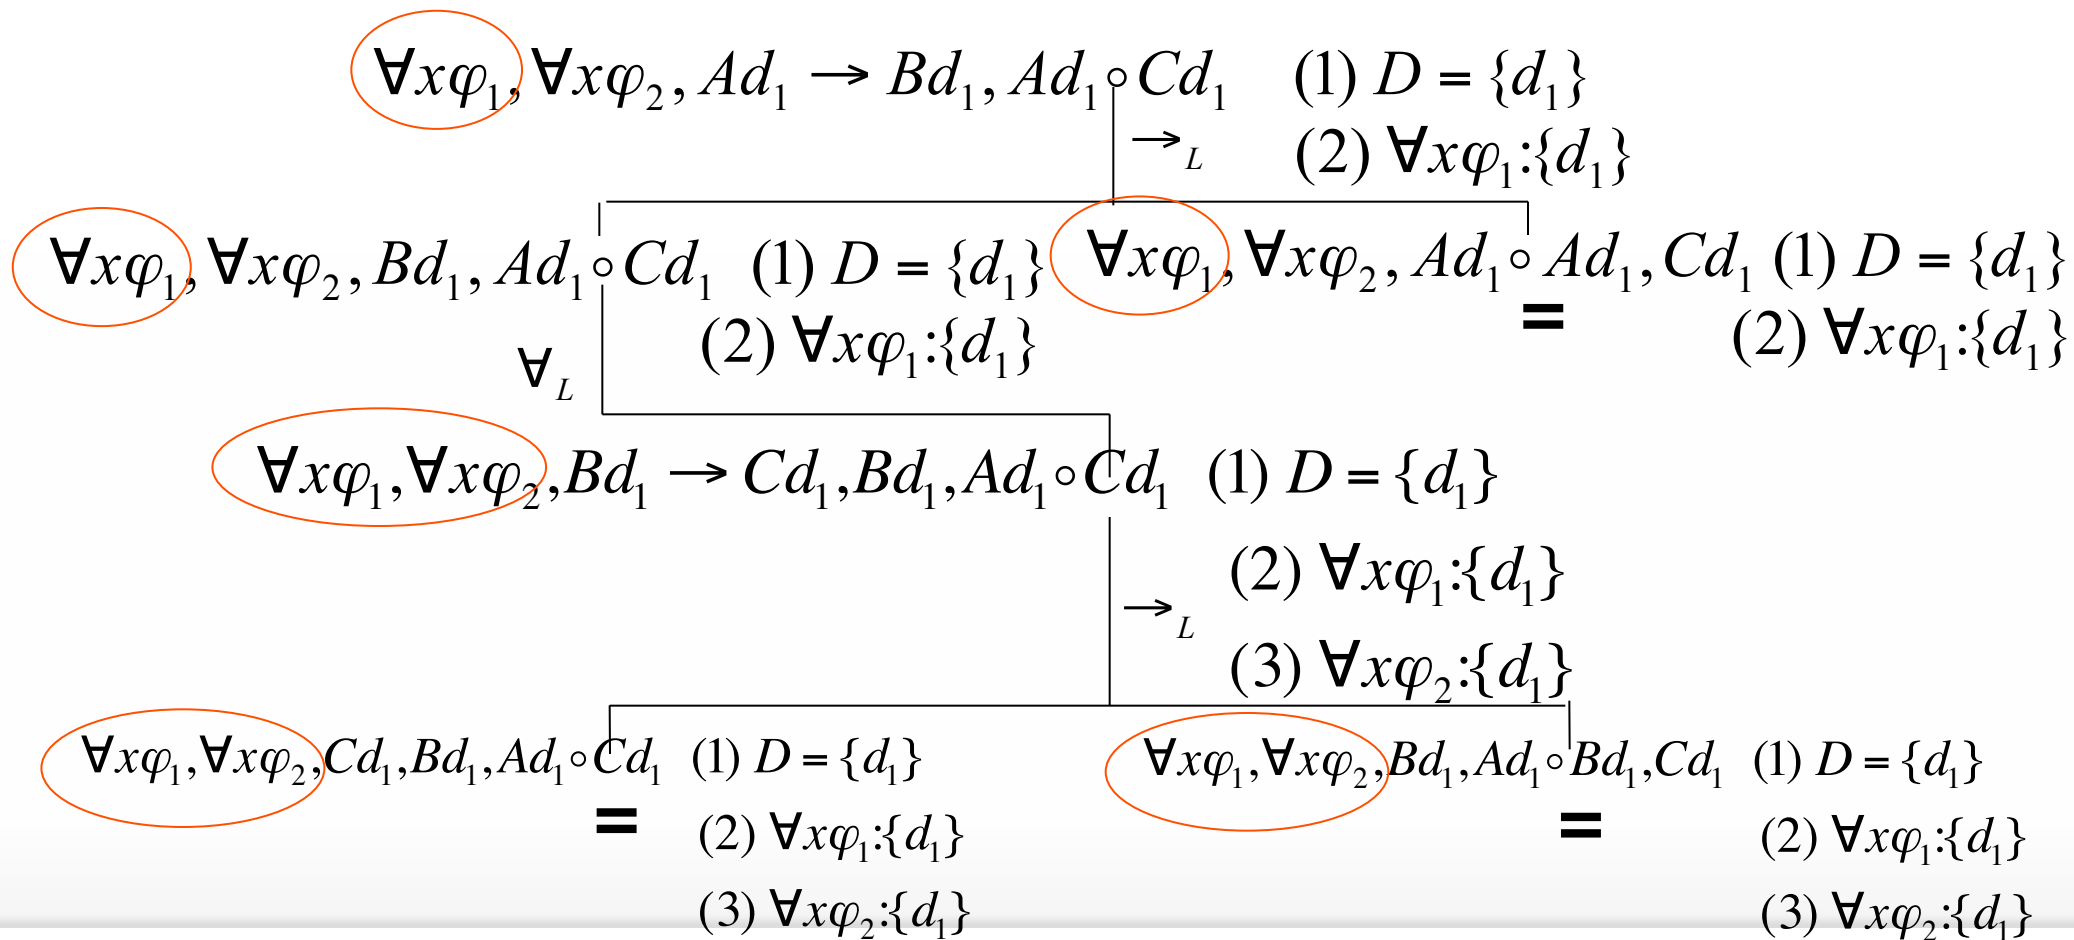 ∀xφ₁, ∀xφ₂, Ad₁ → Bd₁, Ad₁ ∘ Cd₁ (1) D = {d₁}
→L (2) ∀xφ₁:{d₁}
∀xφ₁, ∀xφ₂, Bd₁, Ad₁ ∘ Cd₁ (1) D = {d₁} ∀xφ₁, ∀xφ₂, Ad₁ ∘ Ad₁, Cd₁ (1) D = {d₁}
=
∀L (2) ∀xφ₁:{d₁} (2) ∀xφ₁:{d₁}
∀xφ₁,∀xφ₂,Bd₁ → Cd₁,Bd₁,Ad₁∘Cd₁ (1) D = {d₁}
(2) ∀xφ₁:{d₁}
→L
(3) ∀xφ₂:{d₁}
∀xφ₁,∀xφ₂,Cd₁,Bd₁,Ad₁∘Cd₁ (1) D = {d₁} ∀xφ₁,∀xφ₂,Bd₁,Ad₁∘Bd₁,Cd₁ (1) D = {d₁}
= (2) ∀xφ₁:{d₁} = (2) ∀xφ₁:{d₁}
(3) ∀xφ₂:{d₁} (3) ∀xφ₂:{d₁}